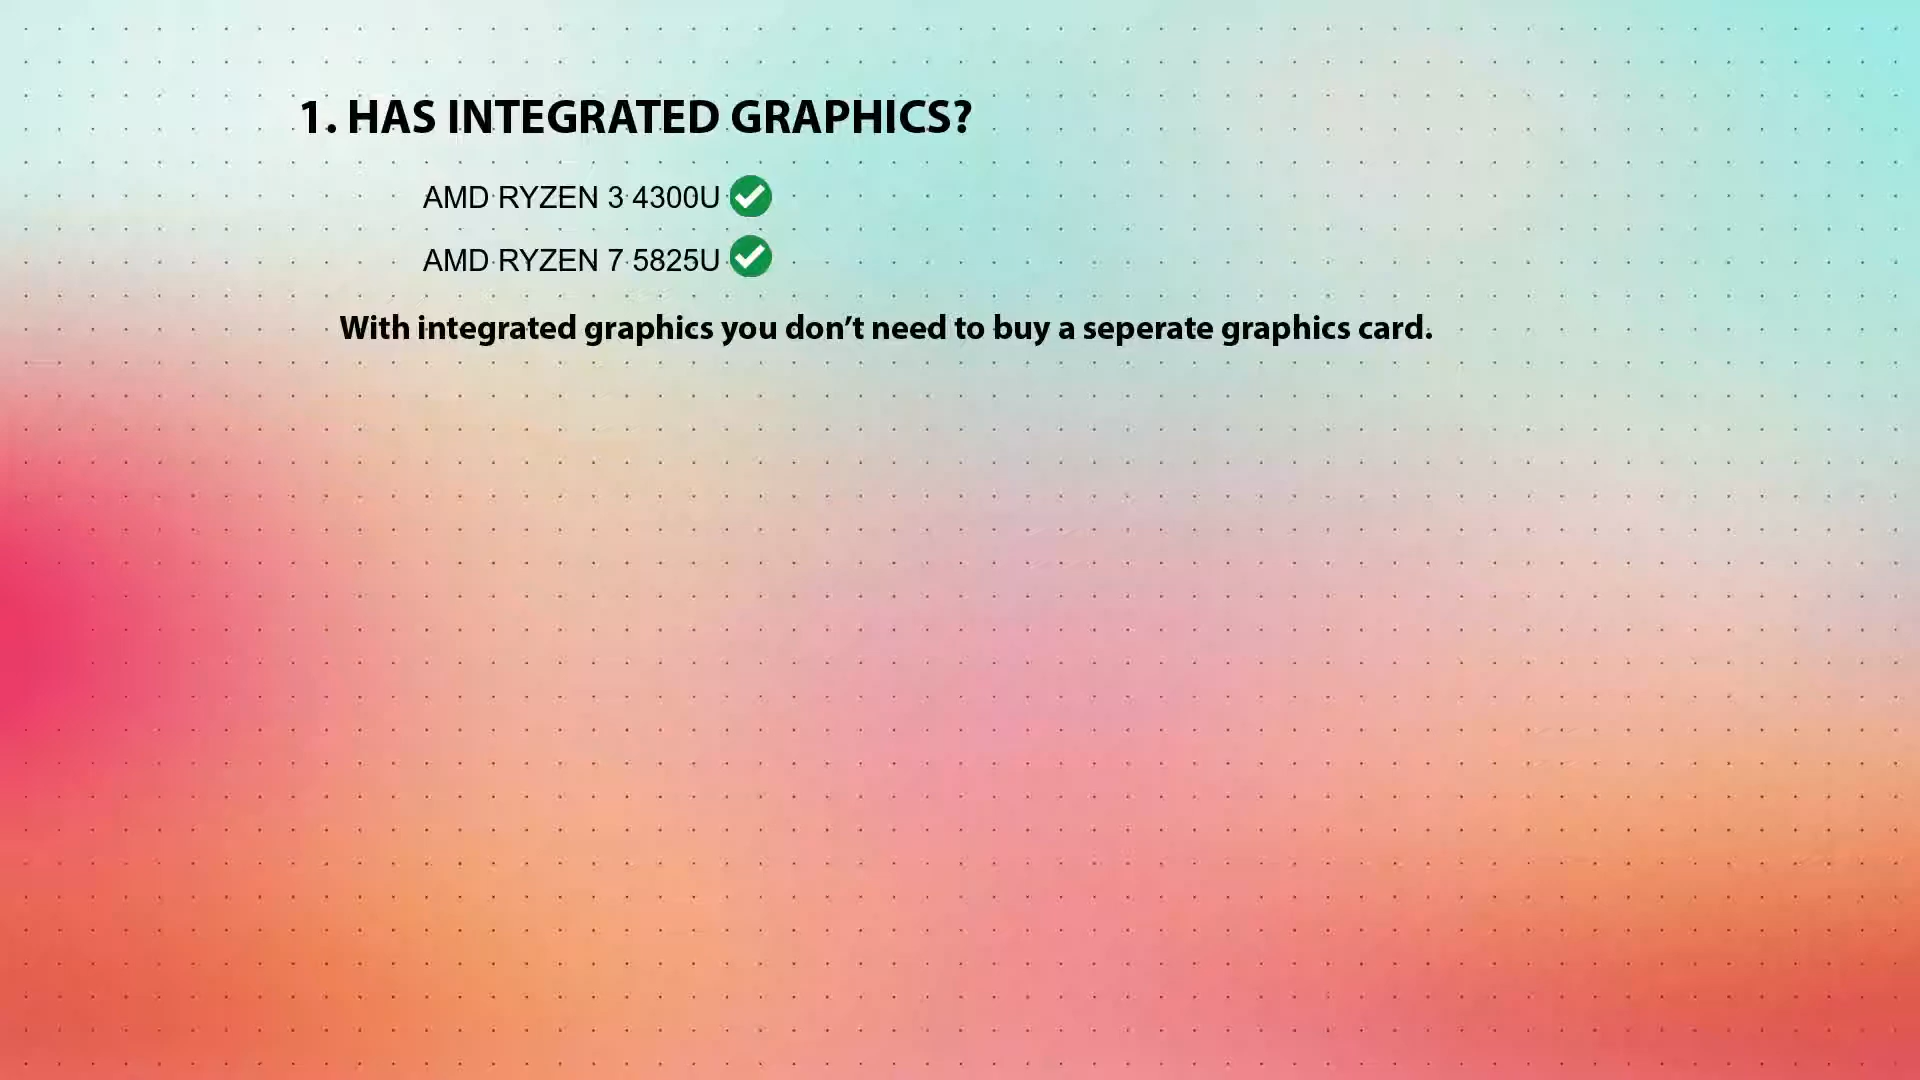 1. HAS INTEGRATED GRAPHICS?
AMD RYZEN 3 4300U
AMD RYZEN 7 5825U
With integrated graphics you don’t need to buy a seperate graphics card.